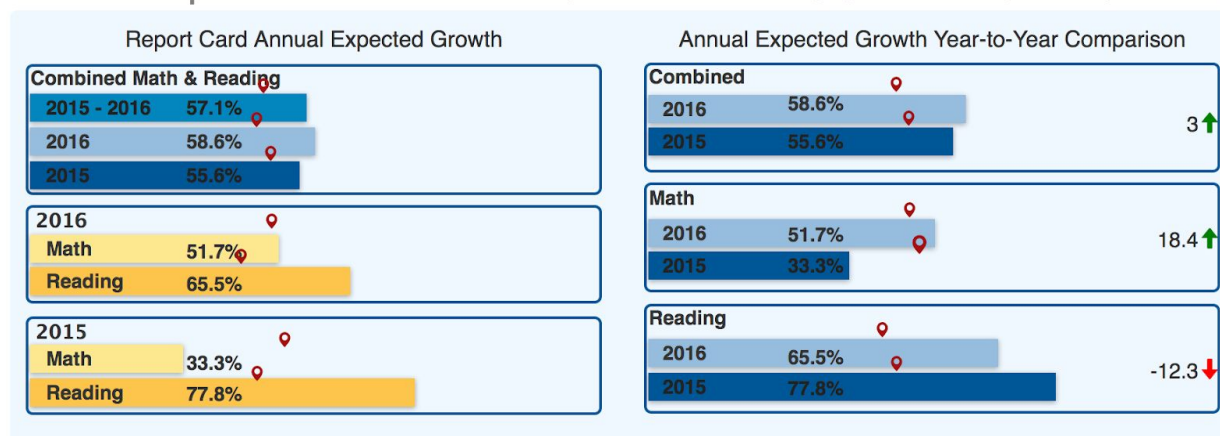 Report Card Annual Expected Growth
Combined Math & Reading
2015 - 2016 57.1%
2016 58.6%
2015 55.6%
2016
Math 51.7%
Reading 65.5%
2015
Math 33.3%
Reading 77.8%
Annual Expected Growth Year-to-Year Comparison
Combined
2016 58.6%
2015 55.6%
3
Math
2016 51.7%
2015 33.3%
18.4
Reading
2016 65.5%
2015 77.8%
-12.3